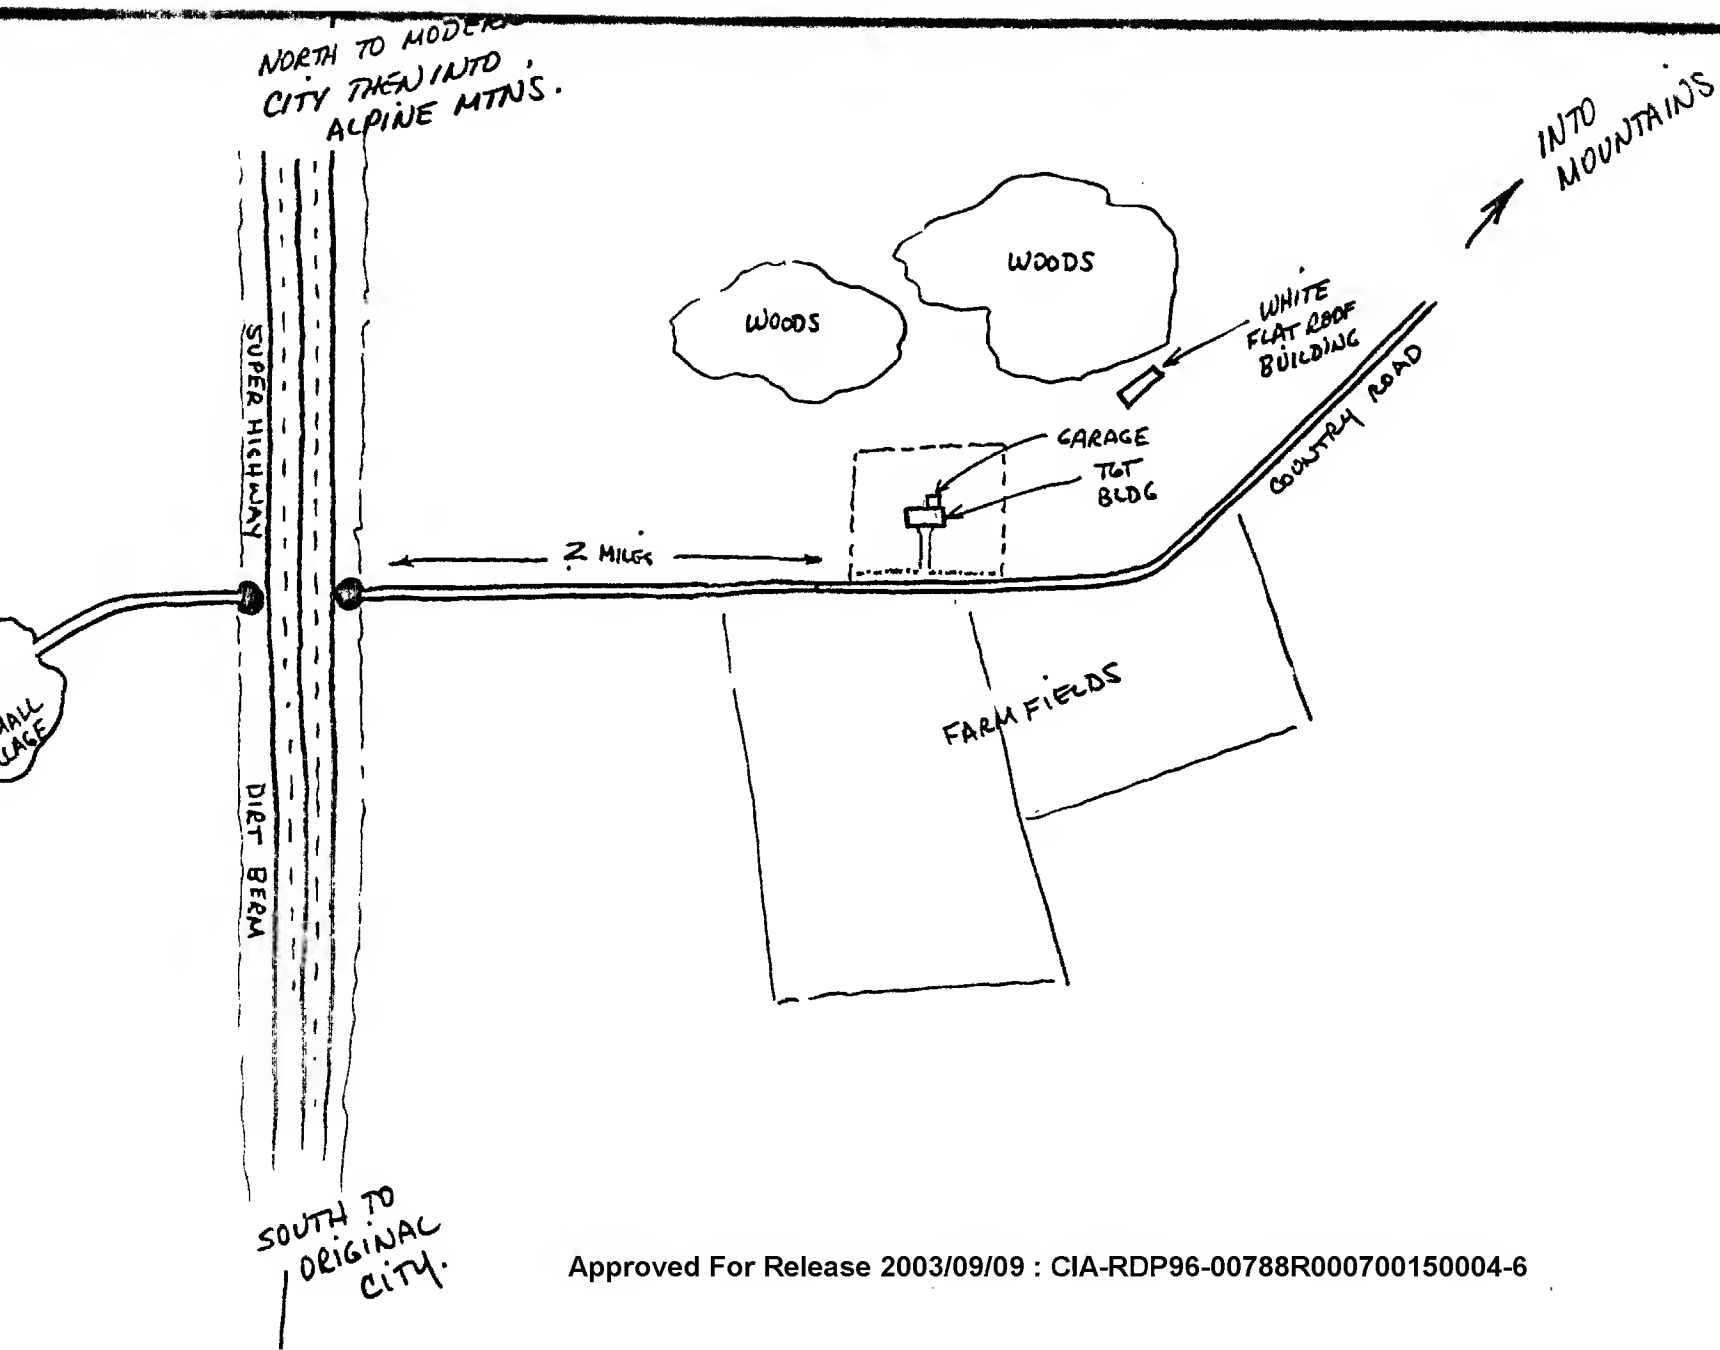 NORTH TO MODERN
CITY THEN INTO
ALPINE MTNS.
INTO
MOUNTAINS
WOODS
WOODS
WHITE
FLAT ROOF
BUILDING
COUNTRY ROAD
SUPER HIGHWAY
GARAGE
TGT
BLDG
2 MILES
FARM FIELDS
DIRT BERM
SOUTH TO
ORIGINAL
CITY.
Approved For Release 2003/09/09 : CIA-RDP96-00788R000700150004-6